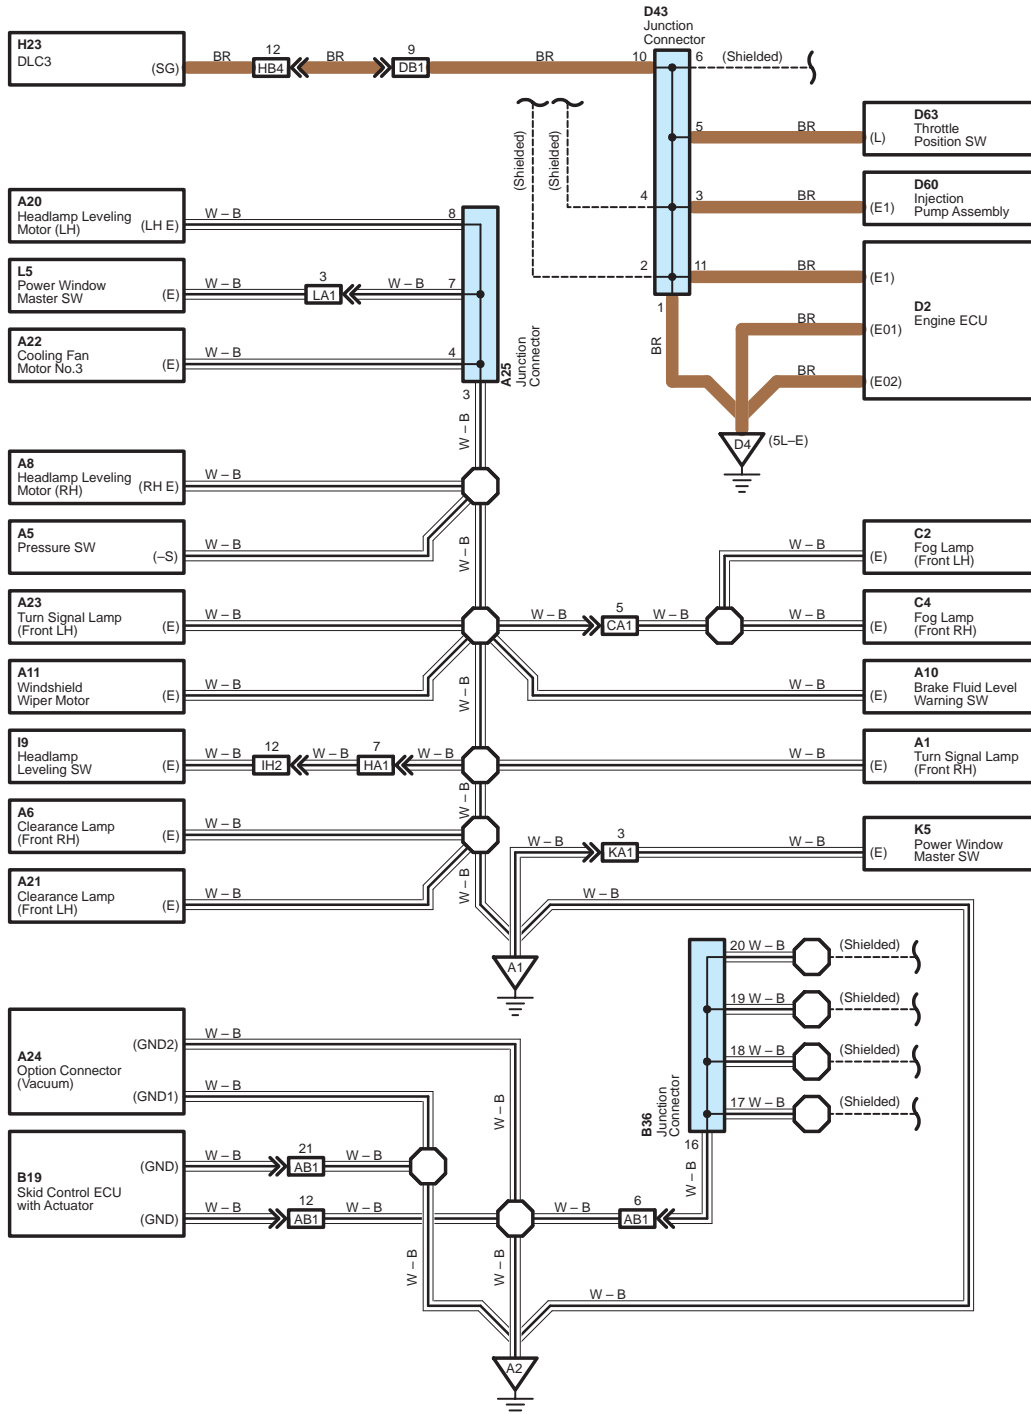 H23
DLC3
(SG)
BR
12
HB4
BR
9
DB1
BR
D43
Junction
Connector
10
6
(Shielded)
5
BR
(L)
D63
Throttle
Position SW
(Shielded)
(Shielded)
4
3
BR
(E1)
D60
Injection
Pump Assembly
2
11
BR
(E1)
1
BR
BR
(E01)
BR
(E02)
D2
Engine ECU
D4
(5L–E)
A20
Headlamp Leveling
Motor (LH)
(LH E)
W – B
8
L5
Power Window
Master SW
(E)
W – B
3
LA1
W – B
7
A22
Cooling Fan
Motor No.3
(E)
W – B
4
A25
Junction
Connector
3
W – B
A8
Headlamp Leveling
Motor (RH)
(RH E)
W – B
A5
Pressure SW
(–S)
W – B
W – B
W – B
(E)
C2
Fog Lamp
(Front LH)
A23
Turn Signal Lamp
(Front LH)
(E)
W – B
W – B
5
CA1
W – B
W – B
(E)
C4
Fog Lamp
(Front RH)
A11
Windshield
Wiper Motor
(E)
W – B
W – B
W – B
(E)
A10
Brake Fluid Level
Warning SW
I9
Headlamp
Leveling SW
(E)
W – B
12
IH2
W – B
7
HA1
W – B
W – B
(E)
A1
Turn Signal Lamp
(Front RH)
W – B
A6
Clearance Lamp
(Front RH)
(E)
W – B
W – B
3
KA1
W – B
(E)
K5
Power Window
Master SW
A21
Clearance Lamp
(Front LH)
(E)
W – B
W – B
A1
20 W – B
(Shielded)
19 W – B
(Shielded)
18 W – B
(Shielded)
17 W – B
(Shielded)
B36
Junction
Connector
16
W – B
A24
Option Connector
(Vacuum)
(GND2)
W – B
(GND1)
W – B
W – B
B19
Skid Control ECU
with Actuator
(GND)
W – B
21
AB1
W – B
(GND)
W – B
12
AB1
W – B
W – B
6
AB1
W – B
W – B
W – B
A2